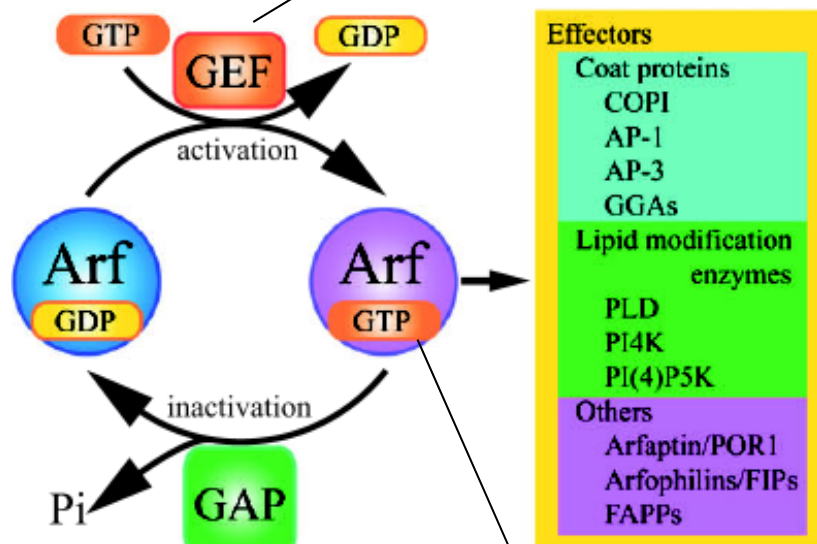 GTP
GEF
GDP
activation
Arf
GDP
Arf
GTP
inactivation
Pi
GAP
Effectors
Coat proteins
COPI
AP-1
AP-3
GGAs
Lipid modification
enzymes
PLD
PI4K
PI(4)P5K
Others
Arfaptin/POR1
Arfophilins/FIPs
FAPPs